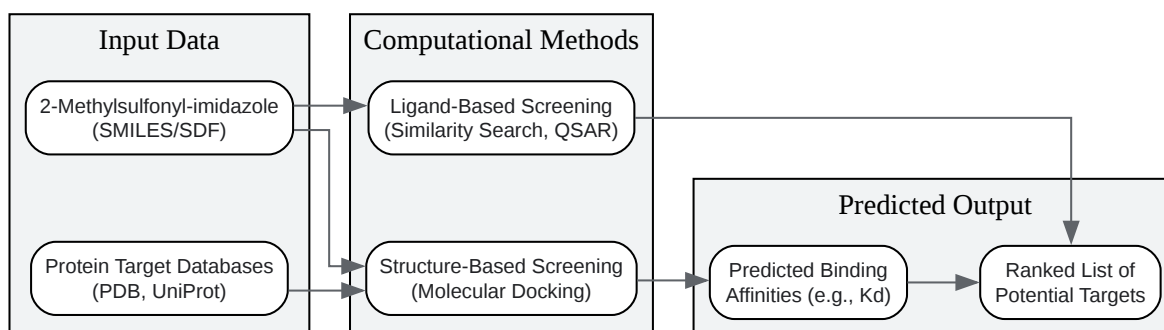 Input Data
2-Methylsulfonyl-imidazole
(SMILES/SDF)
Protein Target Databases
(PDB, UniProt)
Computational Methods
Ligand-Based Screening
(Similarity Search, QSAR)
Structure-Based Screening
(Molecular Docking)
Predicted Output
Predicted Binding
Affinities (e.g., Kd)
Ranked List of
Potential Targets